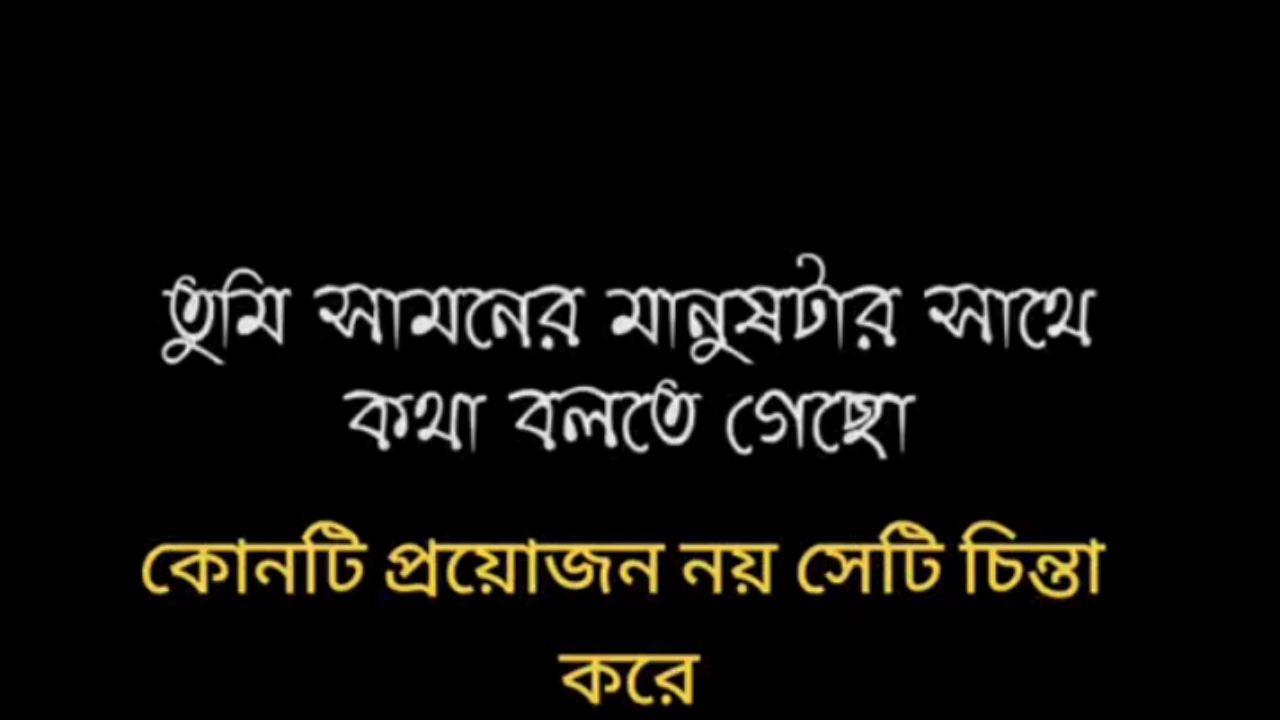 তুমি সামনের মানুষটার সাথে
কথা বলতে গেছো
কোনটি প্রয়োজন নয় সেটি চিন্তা
করে